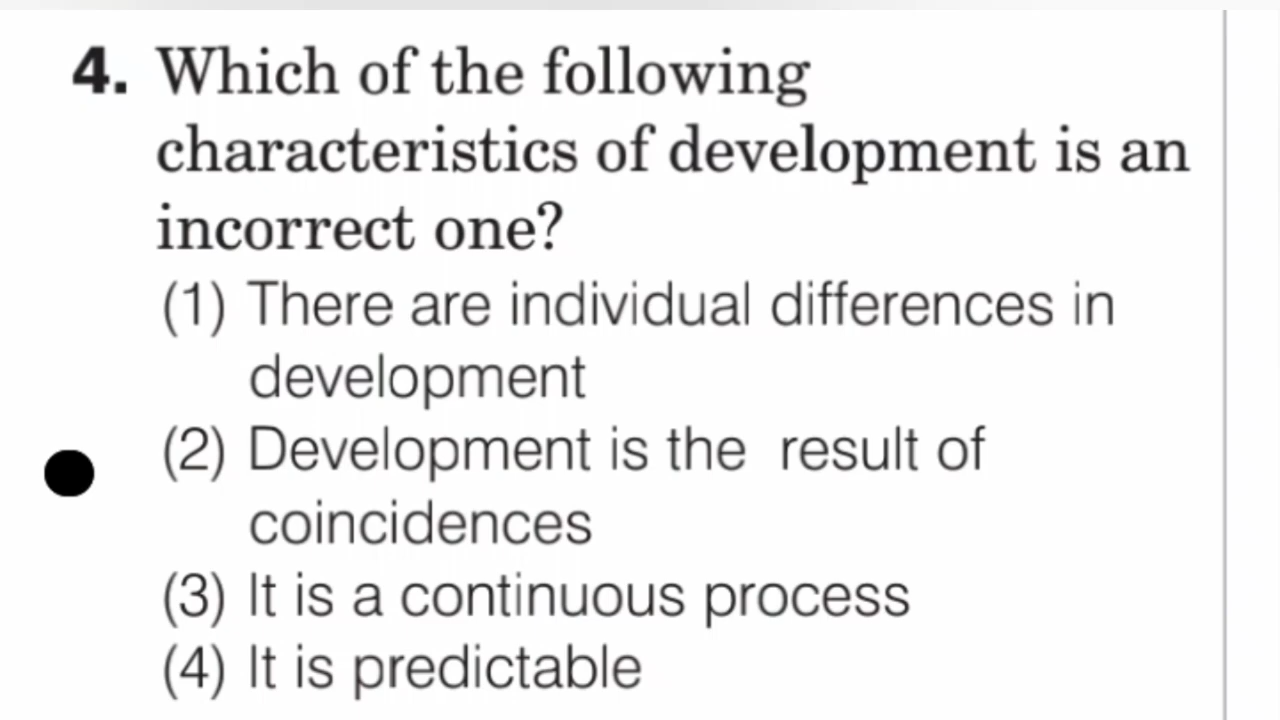 4. Which of the following
characteristics of development is an
incorrect one?
(1) There are individual differences in
development
(2) Development is the result of
coincidences
(3) It is a continuous process
(4) It is predictable